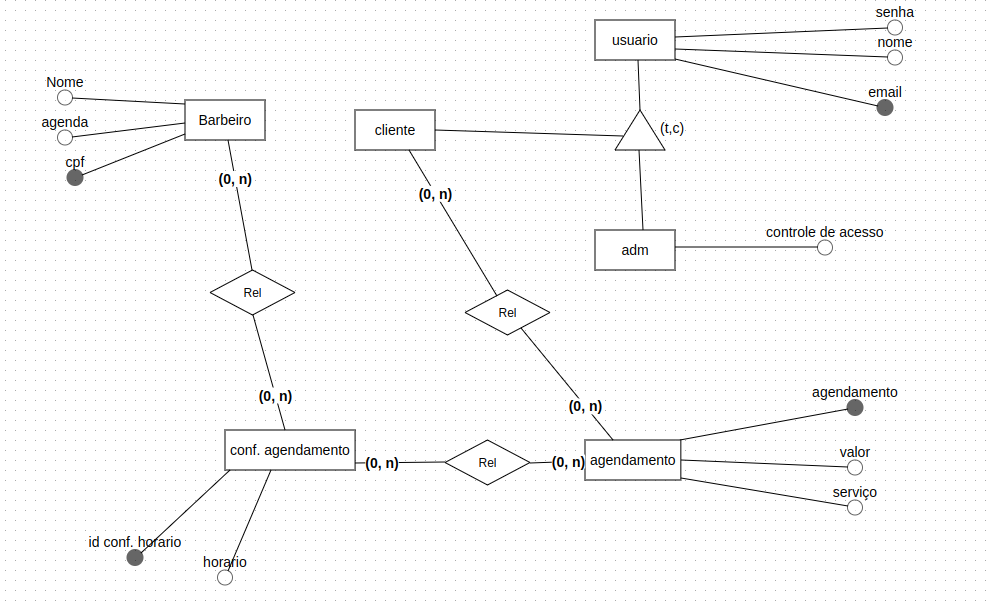 senha
usuario
nome
Nome
email
agenda
Barbeiro
cliente
(t,c)
cpf
(0, n)
(0, n)
controle de acesso
adm
Rel
Rel
agendamento
(0, n)
(0, n)
conf. agendamento
(0, n)
Rel
(0, n)
agendamento
valor
serviço
id conf. horario
horario